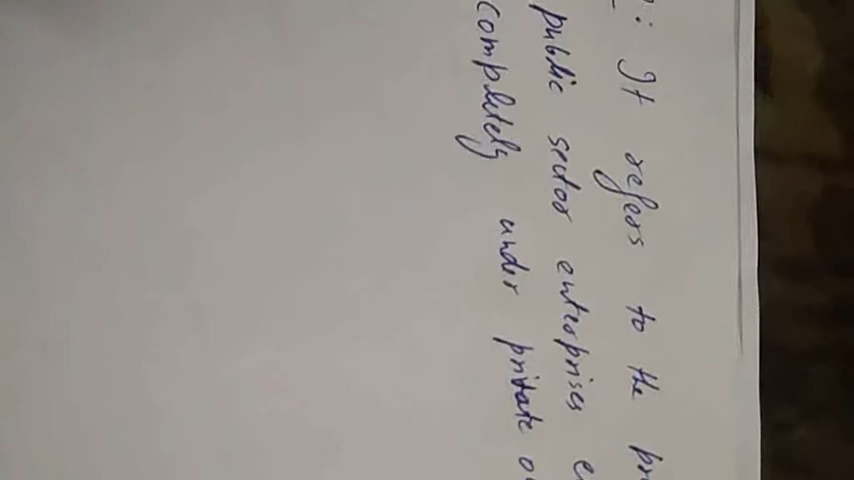 : It refers to the
public sector enterprises
completely under private